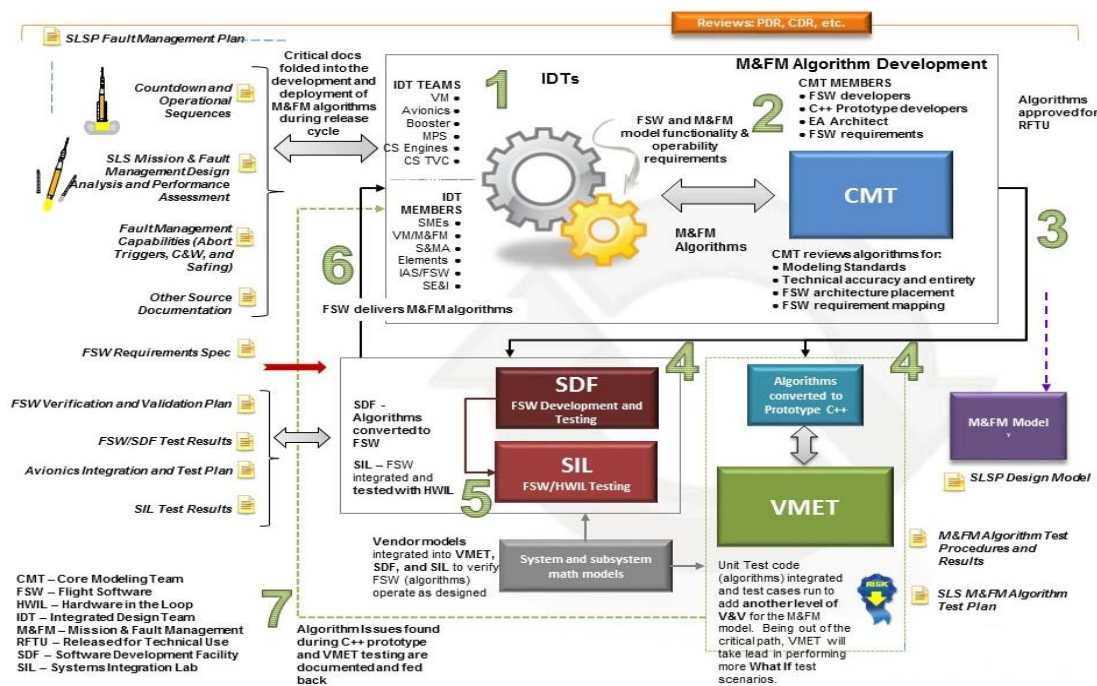 Reviews: PDR, CDR, etc.
SLSP Fault Management Plan
Countdown and
Operational
Sequences
SLS Mission & Fault
Management Design
Analysis and Performance
Assessment
Fault Management
Capabilities (Abort
Triggers, C&W, and
Safing)
Other Source
Documentation
FSW Requirements Spec
FSW Verification and Validation Plan
FSW/SDF Test Results
Avionics Integration and Test Plan
SIL Test Results
Critical docs
folded into the
development and
deployment of
M&FM algorithms
during release
cycle
1
IDTs
IDT TEAMS
VM •
Avionics •
Booster •
MPS •
CS Engines •
CS TVC •
IDT
MEMBERS
SMEs •
VM/M&FM •
S&MA •
Elements •
IAS/FSW •
SE&I •
FSW and M&FM
model functionality &
operability
requirements
M&FM
Algorithms
M&FM Algorithm Development
2
CMT MEMBERS
• FSW developers
• C++ Prototype developers
• EA Architect
• FSW requirements
CMT
CMT reviews algorithms for:
• Modeling Standards
• Technical accuracy and entirety
• FSW architecture placement
• FSW requirement mapping
Algorithms
approved for
RFTU
3
6
FSW delivers M&FM algorithms
4
SDF
FSW Development and
Testing
SDF -
Algorithms
converted to
FSW
SIL – FSW
integrated and
tested with HWIL
5
SIL
FSW/HWIL Testing
4
Algorithms
converted to
Prototype C++
VMET
M&FM Model
SLSP Design Model
M&FM Algorithm Test
Procedures and
Results
SLS M&FM Algorithm
Test Plan
Vendor models
integrated into VMET,
SDF, and SIL to verify
FSW (algorithms)
operate as designed
System and subsystem
math models
Unit Test code
(algorithms) integrated
and test cases run to
add another level of
V&V for the M&FM
model. Being out of the
critical path, VMET will
take lead in performing
more What If test
scenarios.
RISK
7
Algorithm Issues found
during C++ prototype
and VMET testing are
documented and fed
back
CMT – Core Modeling Team
FSW – Flight Software
HWIL – Hardware in the Loop
IDT – Integrated Design Team
M&FM – Mission & Fault Management
RFTU – Released for Technical Use
SDF – Software Development Facility
SIL – Systems Integration Lab